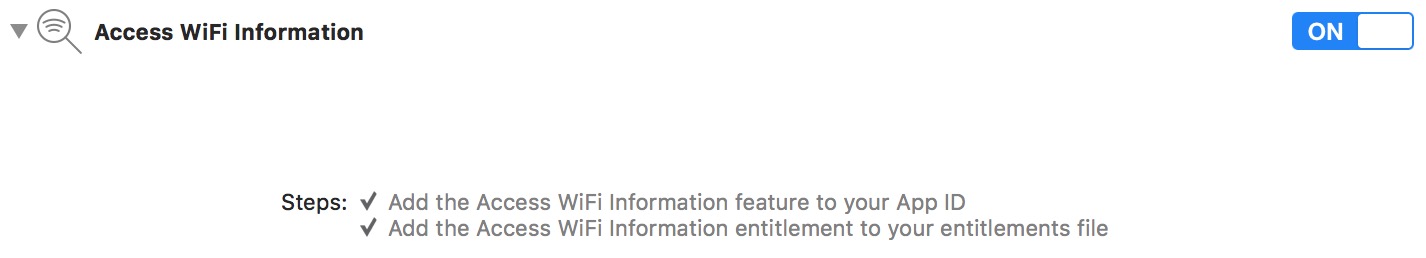 Access WiFi Information
ON
Steps: ✓ Add the Access WiFi Information feature to your App ID
✓ Add the Access WiFi Information entitlement to your entitlements file